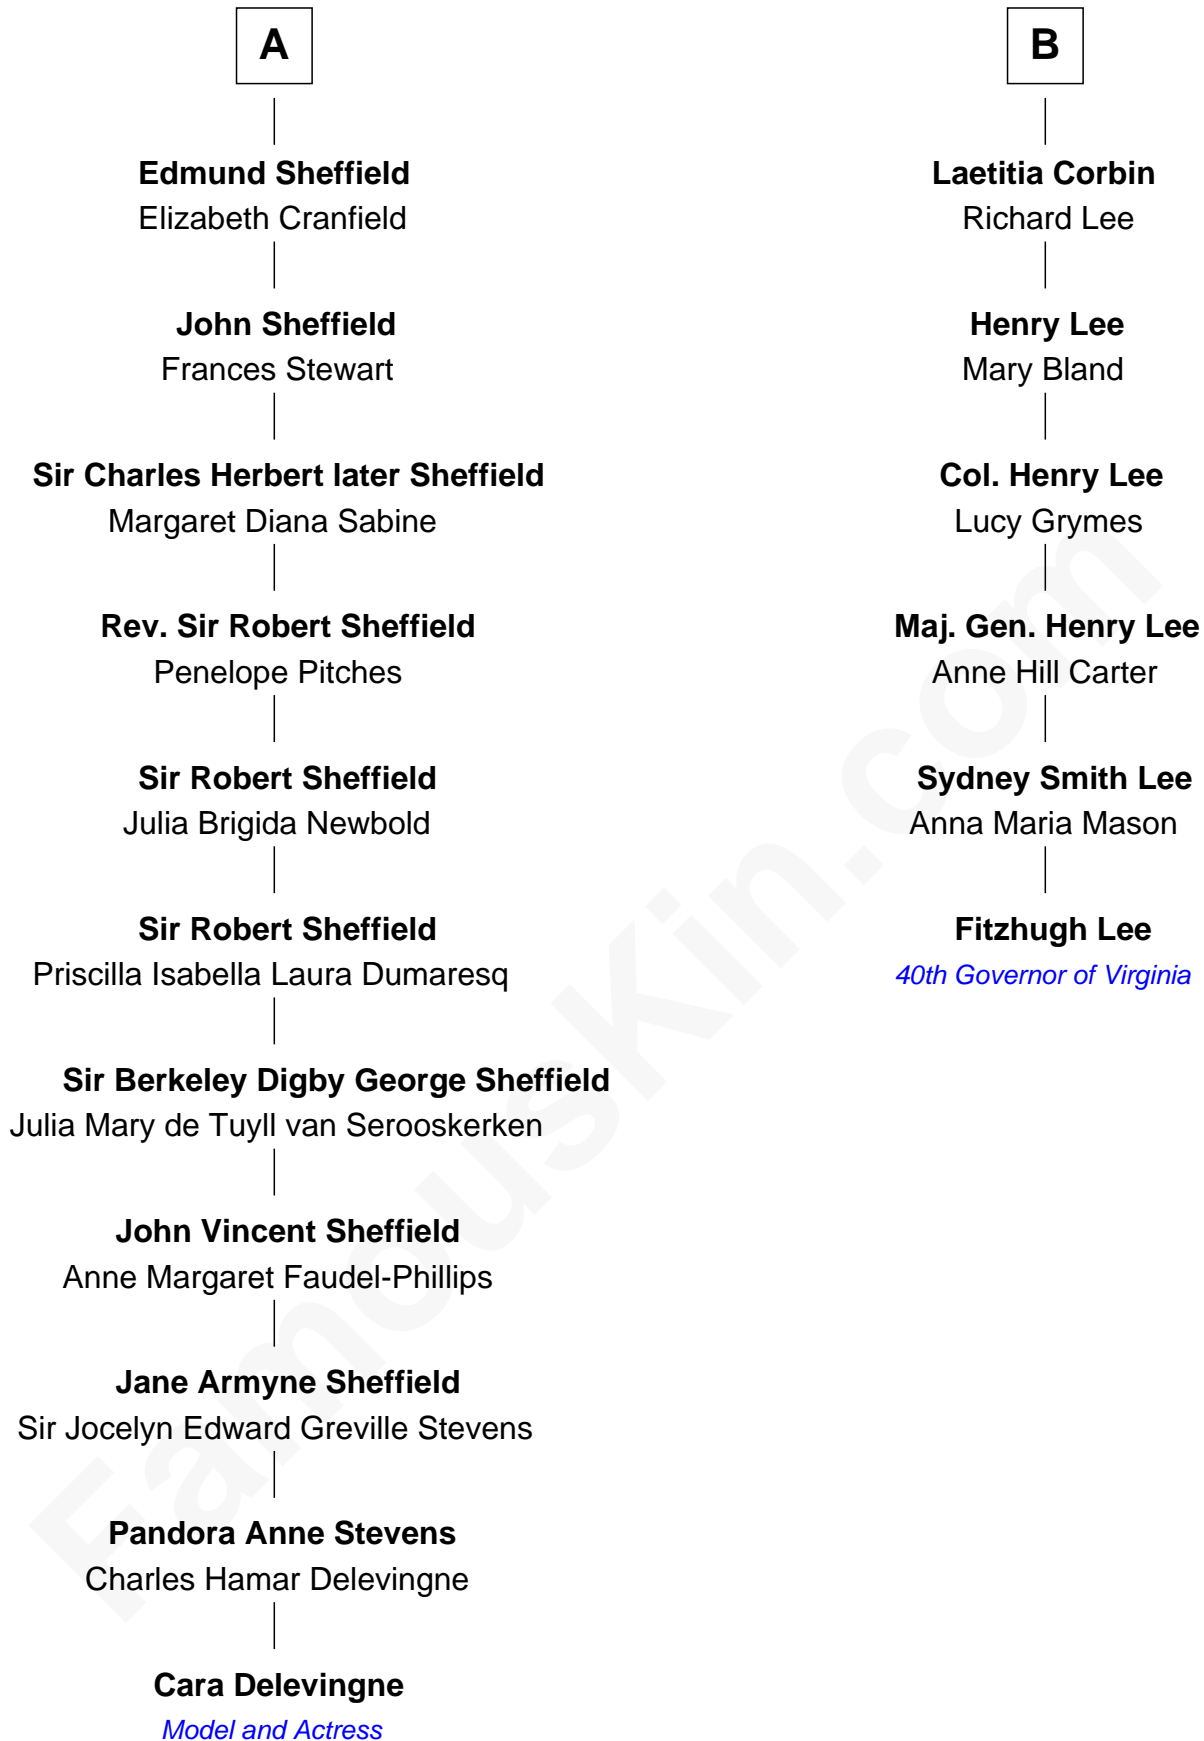 A
Edmund Sheffield
Elizabeth Cranfield
John Sheffield
Frances Stewart
Sir Charles Herbert later Sheffield
Margaret Diana Sabine
Rev. Sir Robert Sheffield
Penelope Pitches
Sir Robert Sheffield
Julia Brigida Newbold
Sir Robert Sheffield
Priscilla Isabella Laura Dumaresq
Sir Berkeley Digby George Sheffield
Julia Mary de Tuyll van Serooskerken
John Vincent Sheffield
Anne Margaret Faudel-Phillips
Jane Armyne Sheffield
Sir Jocelyn Edward Greville Stevens
Pandora Anne Stevens
Charles Hamar Delevingne
Cara Delevingne
Model and Actress
B
Laetitia Corbin
Richard Lee
Henry Lee
Mary Bland
Col. Henry Lee
Lucy Grymes
Maj. Gen. Henry Lee
Anne Hill Carter
Sydney Smith Lee
Anna Maria Mason
Fitzhugh Lee
40th Governor of Virginia
FamousKin.com